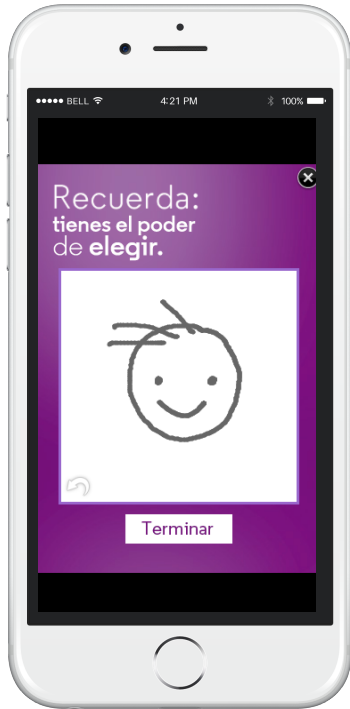 BELL 4:21 PM 100%
Recuerda:
tienes el poder
de elegir.
Terminar